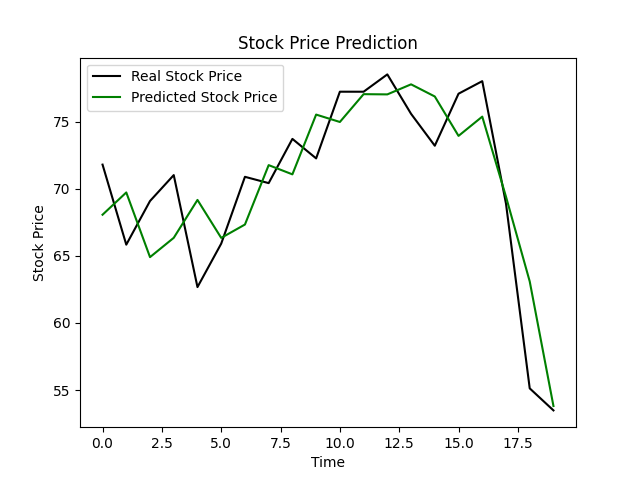 Stock Price Prediction
Real Stock Price
Predicted Stock Price
Stock Price
75
70
65
60
55
0.0 2.5 5.0 7.5 10.0 12.5 15.0 17.5
Time